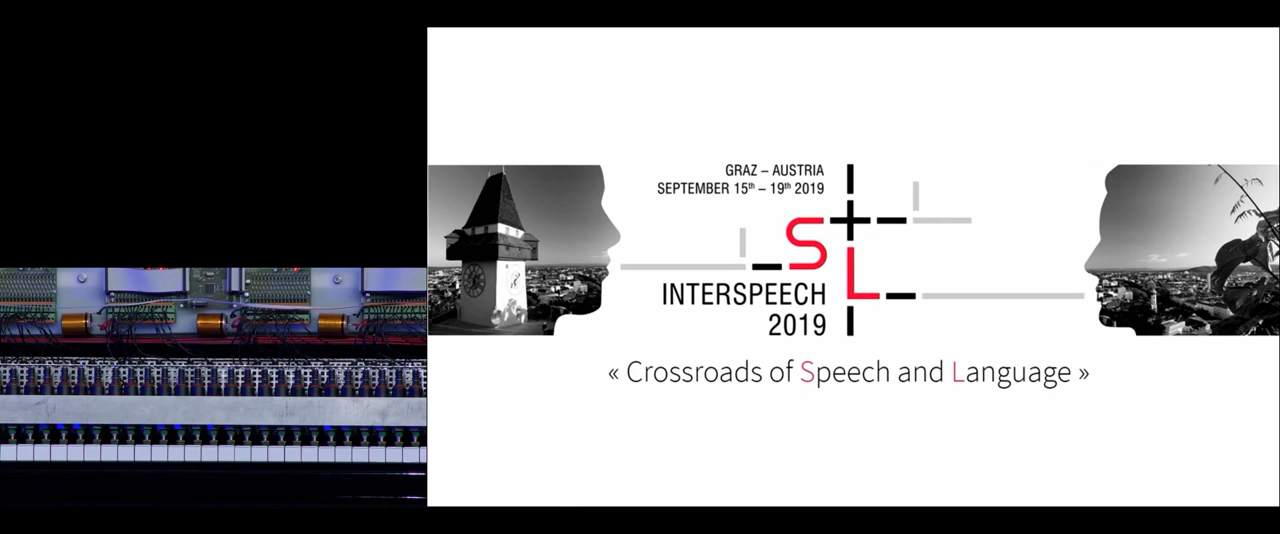 GRAZ – AUSTRIA
SEPTEMBER 15th – 19th 2019
S
L
INTERSPEECH
2019
« Crossroads of Speech and Language »